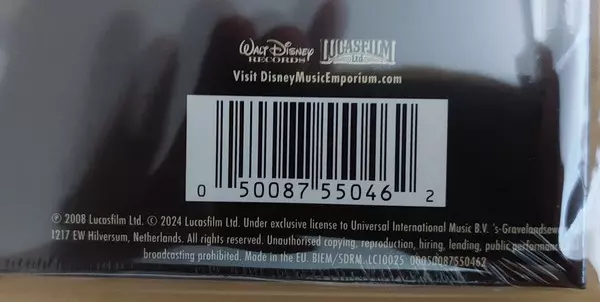 WALT DISNEY RECORDS
LUCASFILM Ltd.
VISIT DISNEYMUSICEMPORIUM.COM
0 50087 55046 2
℗ 2008 Lucasfilm Ltd. © 2024 Lucasfilm Ltd. Under exclusive license to Universal International Music B.V. 's-Gravelandsew
1217 EW Hilversum, Netherlands. All rights reserved. Unauthorised copying, reproduction, hiring, lending, public performanc
broadcasting prohibited. Made in the EU. BIEM/SDRM. LC10025. 00050087550462